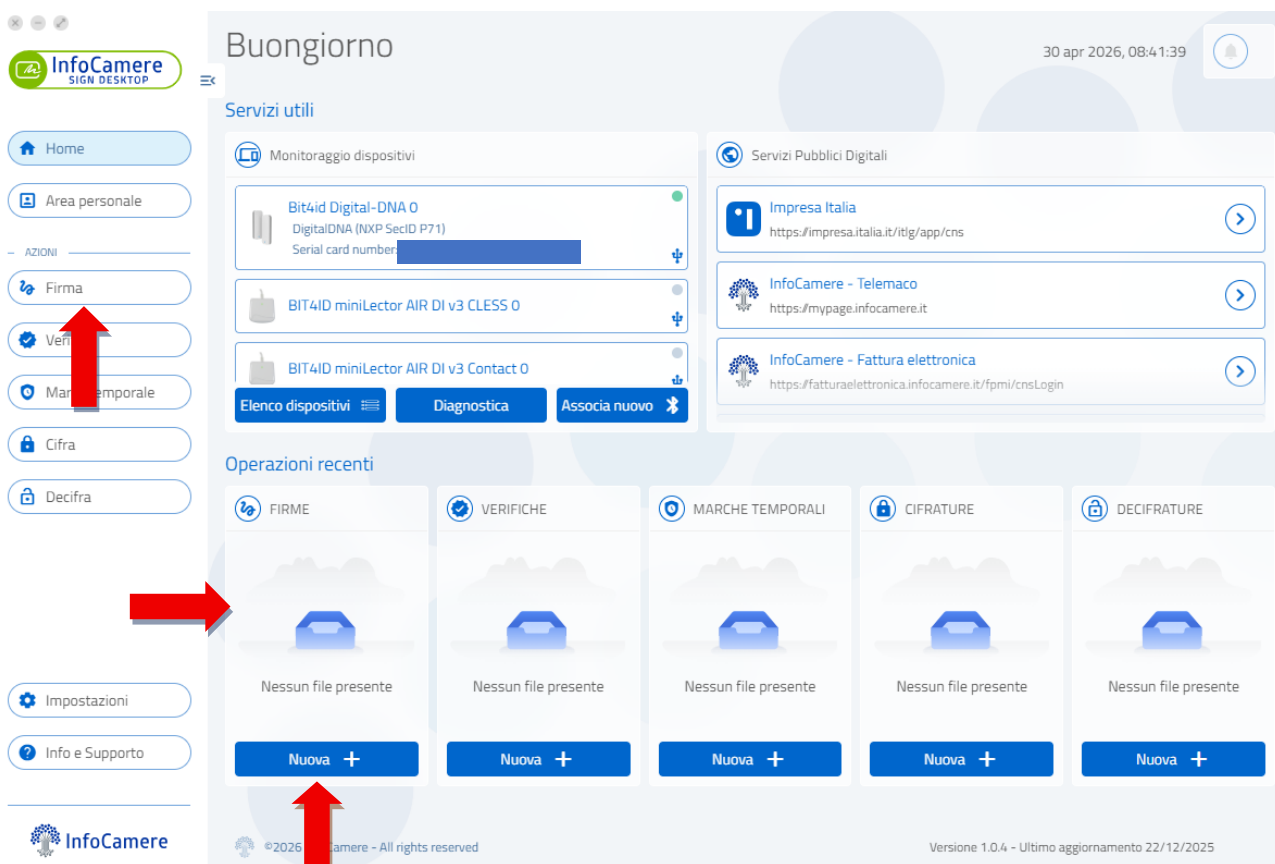 InfoCamere
SIGN DESKTOP
Buongiorno
30 apr 2026, 08:41:39
Servizi utili
Home
Area personale
AZIONI
Firma
Cifra
Decifra
Impostazioni
Info e Supporto
InfoCamere
Monitoraggio dispositivi
Bit4id Digital-DNA 0
DigitalDNA (NXP SecID P71)
Serial card number:
BIT4ID miniLector AIR DI v3 CLESS 0
BIT4ID miniLector AIR DI v3 Contact 0
Elenco dispositivi
Diagnostica
Associa nuovo
Servizi Pubblici Digitali
Impresa Italia
https://impresa.italia.it/itlg/app/cns
InfoCamere - Telemaco
https://mypage.infocamere.it
InfoCamere - Fattura elettronica
https://fatturaelettronica.infocamere.it/fpmi/cnsLogin
Operazioni recenti
FIRME
Nessun file presente
Nuova
VERIFICHE
Nessun file presente
Nuova
MARCHE TEMPORALI
Nessun file presente
Nuova
CIFRATURE
Nessun file presente
Nuova
DECIFRATURE
Nessun file presente
Nuova
©2026 - All rights reserved
Versione 1.0.4 - Ultimo aggiornamento 22/12/2025